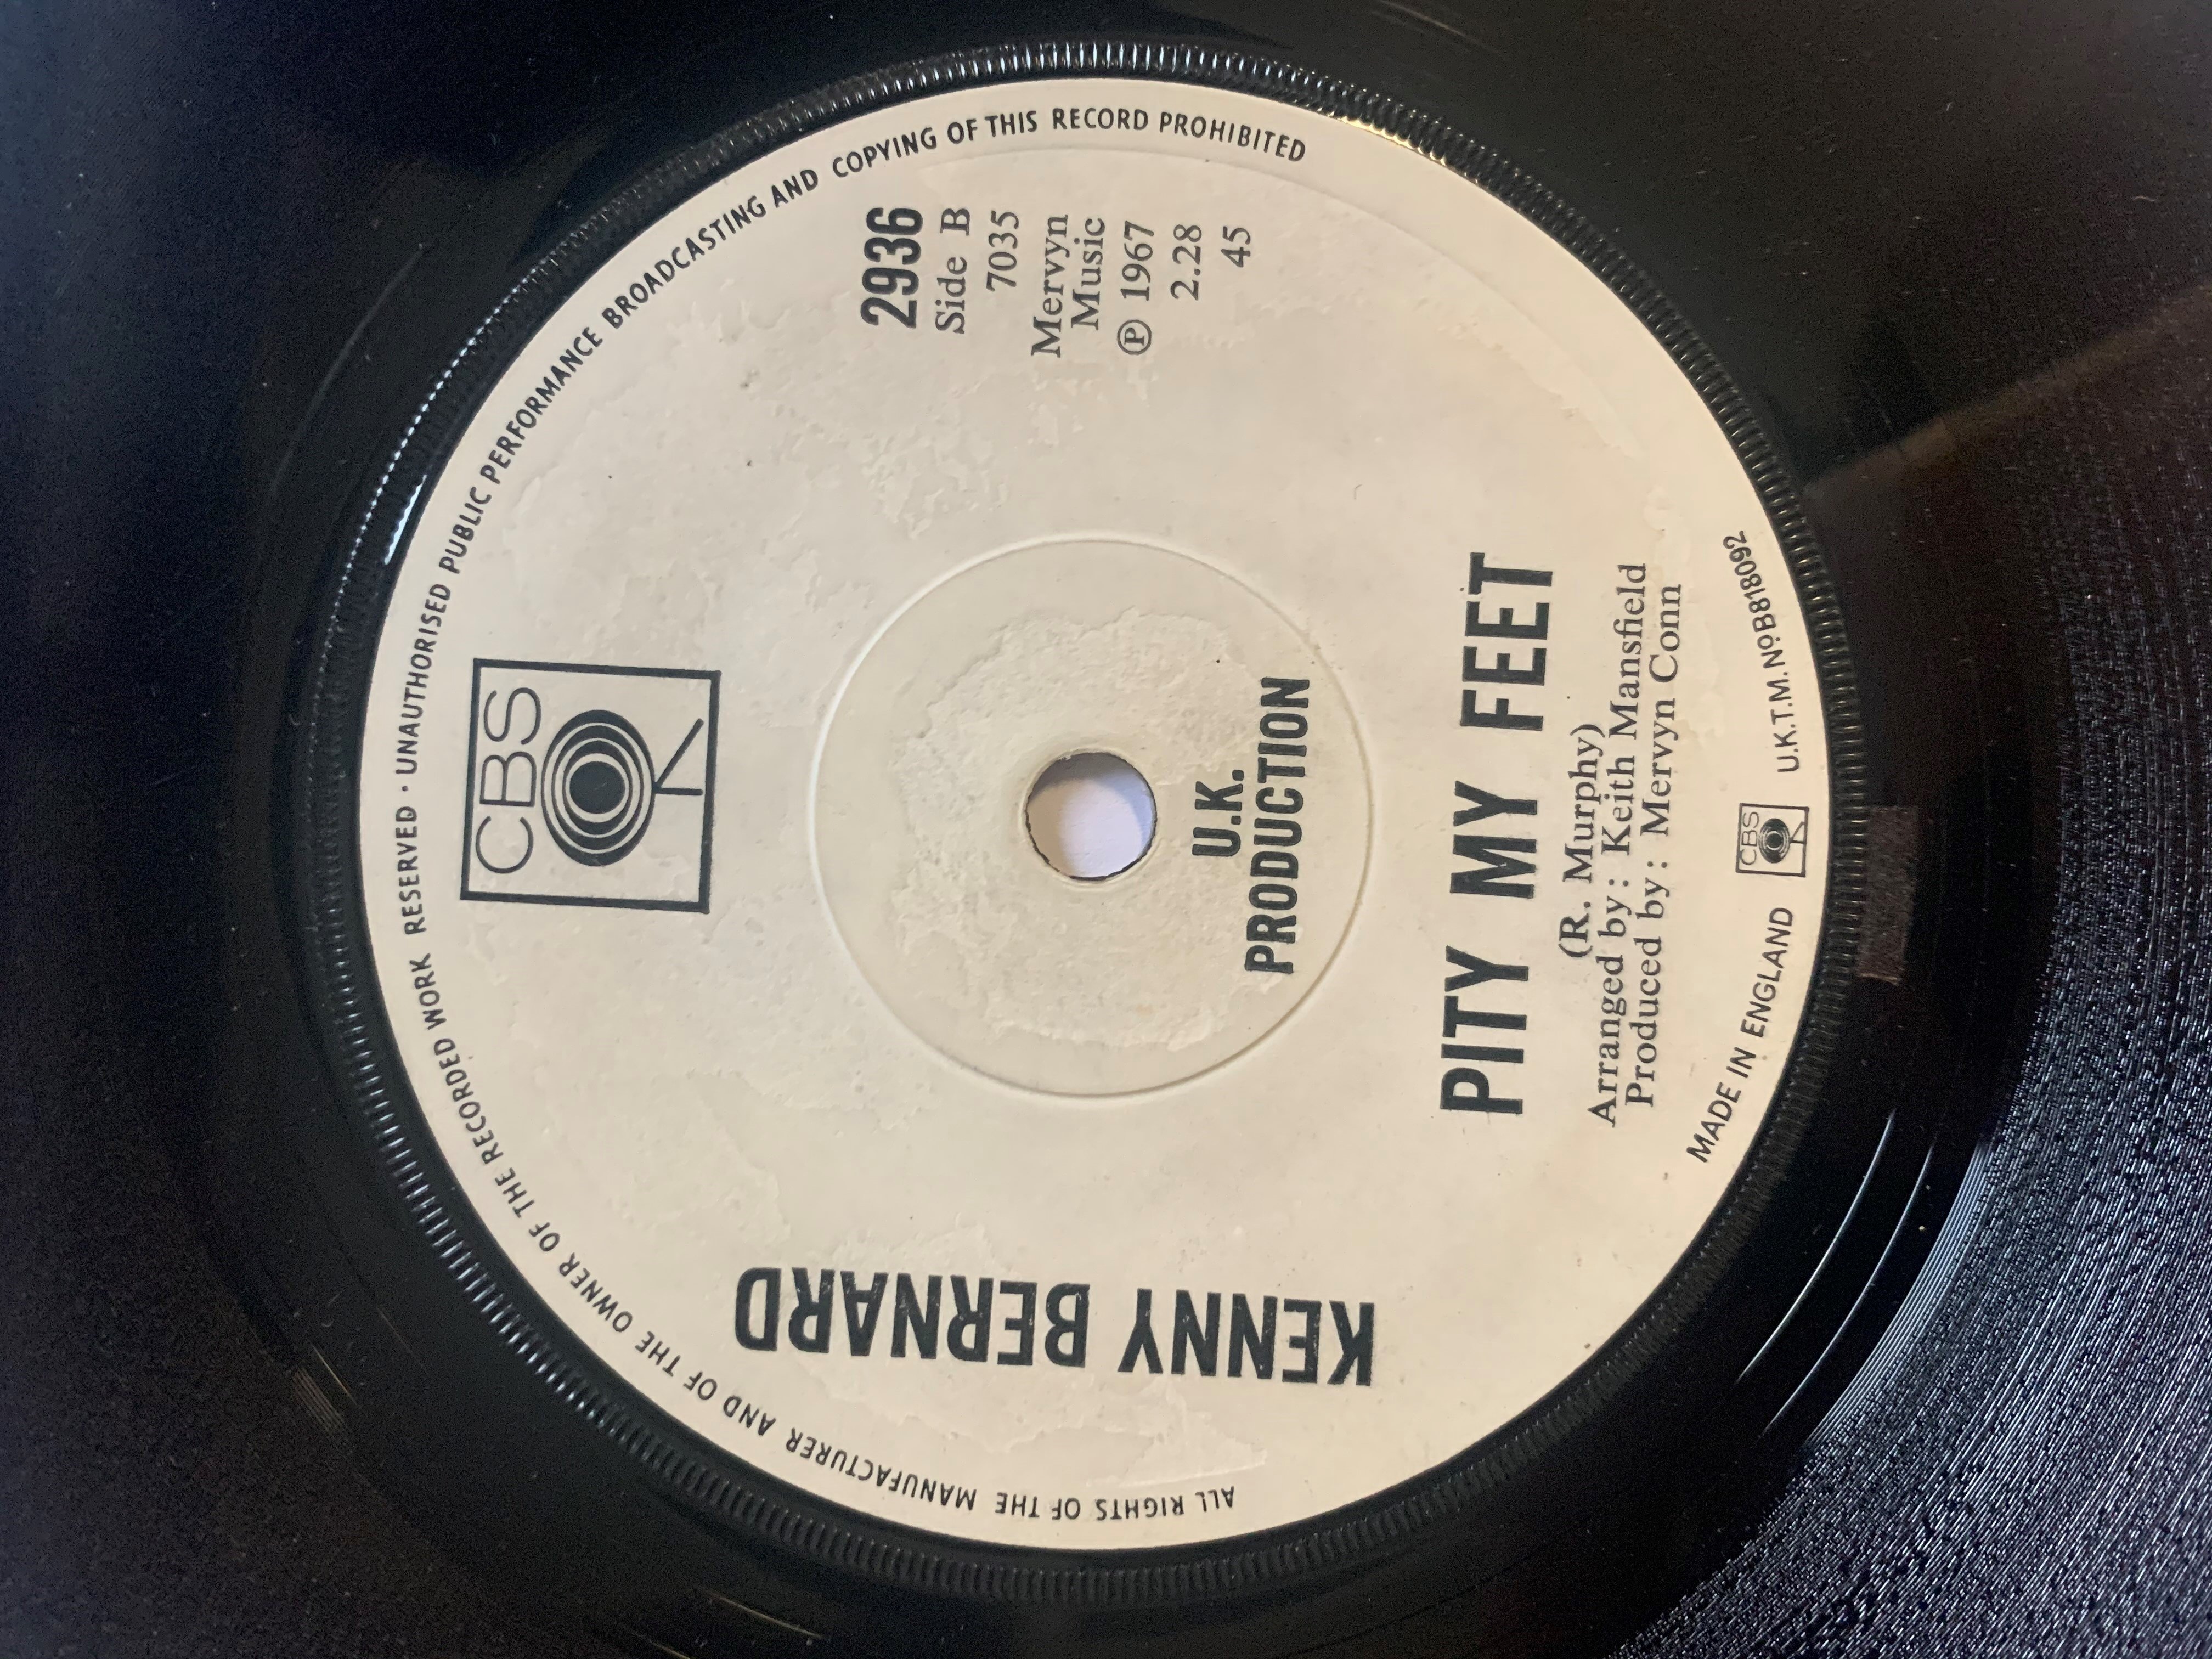 ALL RIGHTS OF THE MANUFACTURER AND OF THE OWNER OF THE RECORDED WORK RESERVED · UNAUTHORISED PUBLIC PERFORMANCE BROADCASTING AND COPYING OF THIS RECORD PROHIBITED
CBS
2936
Side B
7035
Mervyn
Music
℗ 1967
2.28
45
KENNY BERNARD
U.K.
PRODUCTION
PITY MY FEET
(R. Murphy)
Arranged by: Keith Mansfield
Produced by: Mervyn Conn
MADE IN ENGLAND
CBS
U.K.T.M. Nº B818092